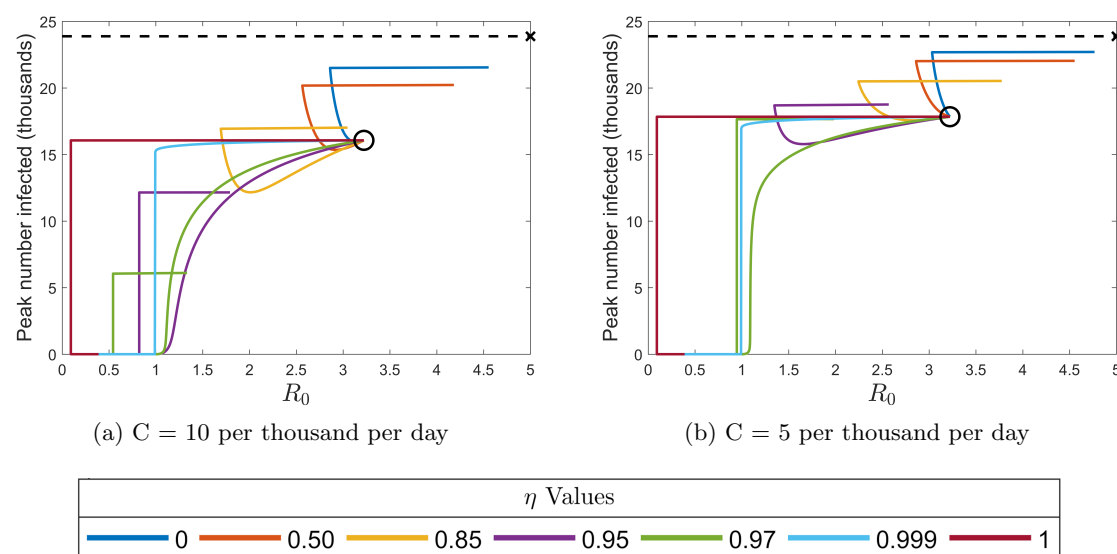 25
20
15
10
5
0
Peak number infected (thousands)
0 0.5 1 1.5 2 2.5 3 3.5 4 4.5 5
R0
(a) C = 10 per thousand per day
25
20
15
10
5
0
Peak number infected (thousands)
0 0.5 1 1.5 2 2.5 3 3.5 4 4.5 5
R0
(b) C = 5 per thousand per day
η Values
0 0.50 0.85 0.95 0.97 0.999 1